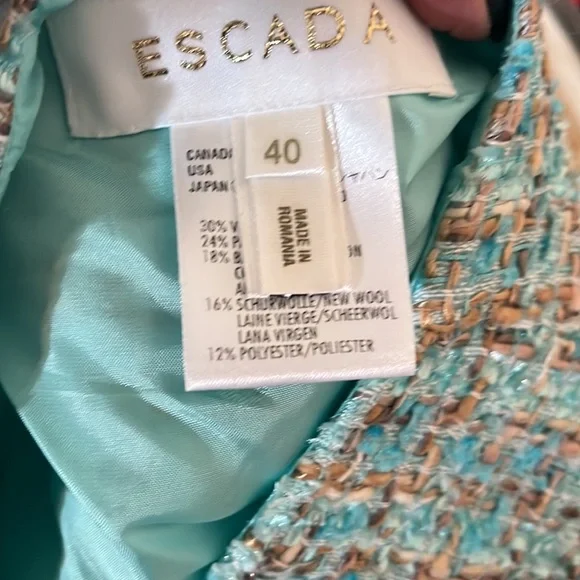 ESCADA
40
MADE IN
ROMANIA
USA
JAPAN
30%
24%
18%
16% SCHURWOLLE/NEW WOOL
LAINE VIERGE/SCHEERWOL
LANA VIRGEN
12% POLYESTER/POLIESTER